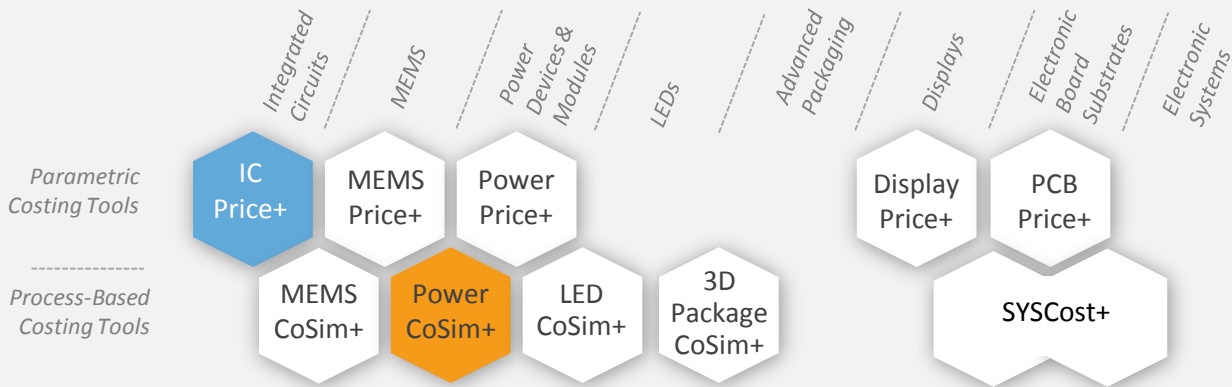 Integrated
Circuits
MEMS
Power
Devices &
Modules
LEDs
Advanced
Packaging
Displays
Electronic
Board
Substrates
Electronic
Systems
Parametric
Costing Tools
IC
Price+
MEMS
Price+
Power
Price+
Display
Price+
PCB
Price+
Process-Based
Costing Tools
MEMS
CoSim+
Power
CoSim+
LED
CoSim+
3D
Package
CoSim+
SYSCost+